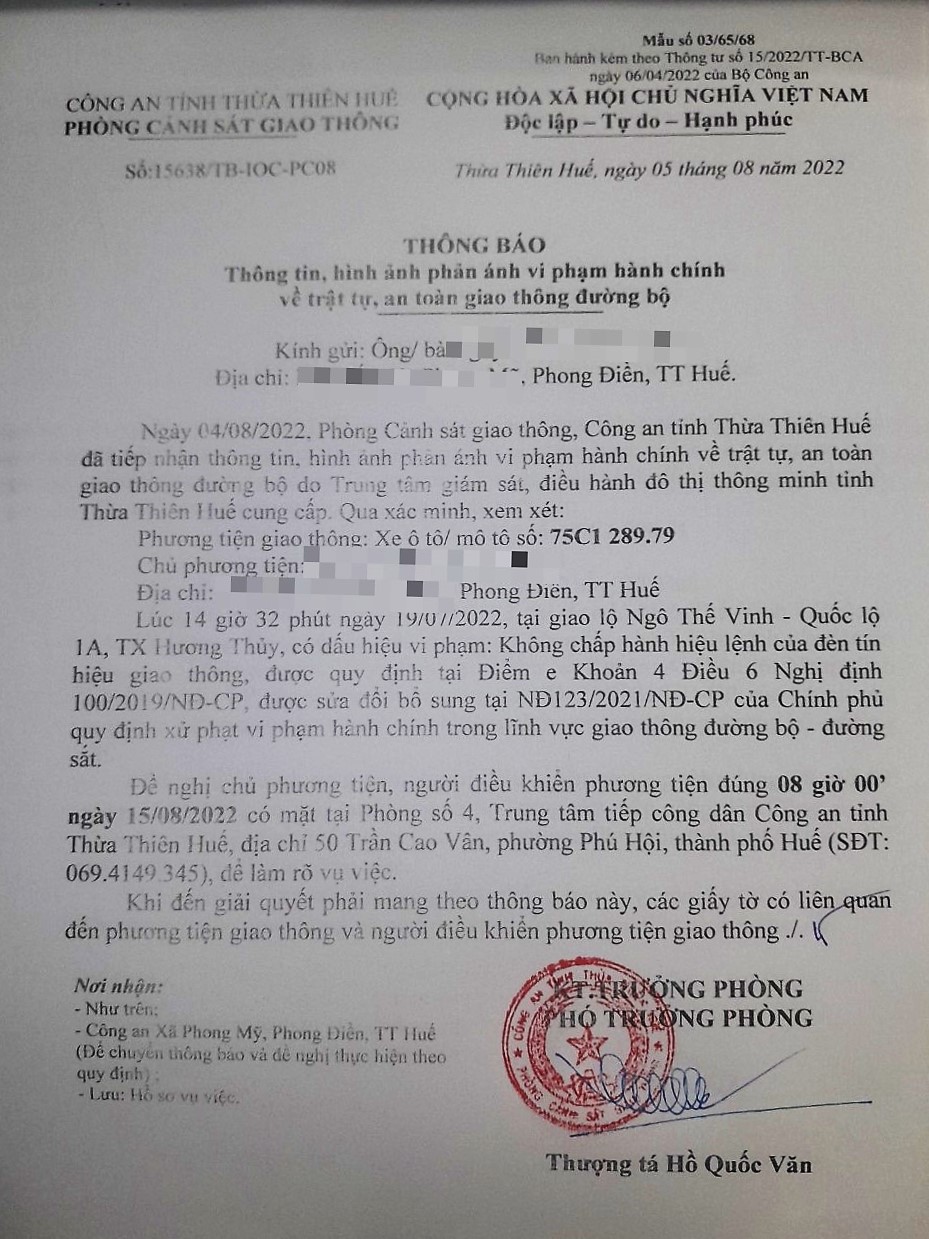 Mẫu số 03/65/68
Ban hành kèm theo Thông tư số 15/2022/TT-BCA
ngày 06/04/2022 của Bộ Công an
CÔNG AN TỈNH THỪA THIÊN HUẾ
PHÒNG CẢNH SÁT GIAO THÔNG
CỘNG HÒA XÃ HỘI CHỦ NGHĨA VIỆT NAM
Độc lập – Tự do – Hạnh phúc
Số:15638/TB-IOC-PC08
Thừa Thiên Huế, ngày 05 tháng 08 năm 2022
THÔNG BÁO
Thông tin, hình ảnh phản ánh vi phạm hành chính
về trật tự, an toàn giao thông đường bộ
Kính gửi: Ông/ bà
Địa chỉ: , Phong Điền, TT Huế.
Ngày 04/08/2022, Phòng Cảnh sát giao thông, Công an tỉnh Thừa Thiên Huế
đã tiếp nhận thông tin, hình ảnh phản ánh vi phạm hành chính về trật tự, an toàn
giao thông đường bộ do Trung tâm giám sát, điều hành đô thị thông minh tỉnh
Thừa Thiên Huế cung cấp. Qua xác minh, xem xét:
Phương tiện giao thông: Xe ô tô/ mô tô số: 75C1 289.79
Chủ phương tiện:
Địa chỉ: Phong Điền, TT Huế
Lúc 14 giờ 32 phút ngày 19/07/2022, tại giao lộ Ngô Thế Vinh - Quốc lộ
1A, TX Hương Thủy, có dấu hiệu vi phạm: Không chấp hành hiệu lệnh của đèn tín
hiệu giao thông, được quy định tại Điểm e Khoản 4 Điều 6 Nghị định
100/2019/NĐ-CP, được sửa đổi bổ sung tại NĐ123/2021/NĐ-CP của Chính phủ
quy định xử phạt vi phạm hành chính trong lĩnh vực giao thông đường bộ - đường
sắt.
Đề nghị chủ phương tiện, người điều khiển phương tiện đúng 08 giờ 00’
ngày 15/08/2022 có mặt tại Phòng số 4, Trung tâm tiếp công dân Công an tỉnh
Thừa Thiên Huế, địa chỉ 50 Trần Cao Vân, phường Phú Hội, thành phố Huế (SĐT:
069.4149.345), để làm rõ vụ việc.
Khi đến giải quyết phải mang theo thông báo này, các giấy tờ có liên quan
đến phương tiện giao thông và người điều khiển phương tiện giao thông ./.
Nơi nhận:
- Như trên;
- Công an Xã Phong Mỹ, Phong Điền, TT Huế
(Để chuyển thông báo và đề nghị thực hiện theo
quy định) ;
- Lưu: Hồ sơ vụ việc.
KT.TRƯỞNG PHÒNG
PHÓ TRƯỞNG PHÒNG
CÔNG AN TỈNH THỪA
PHÒNG CẢNH SÁT
Thượng tá Hồ Quốc Văn